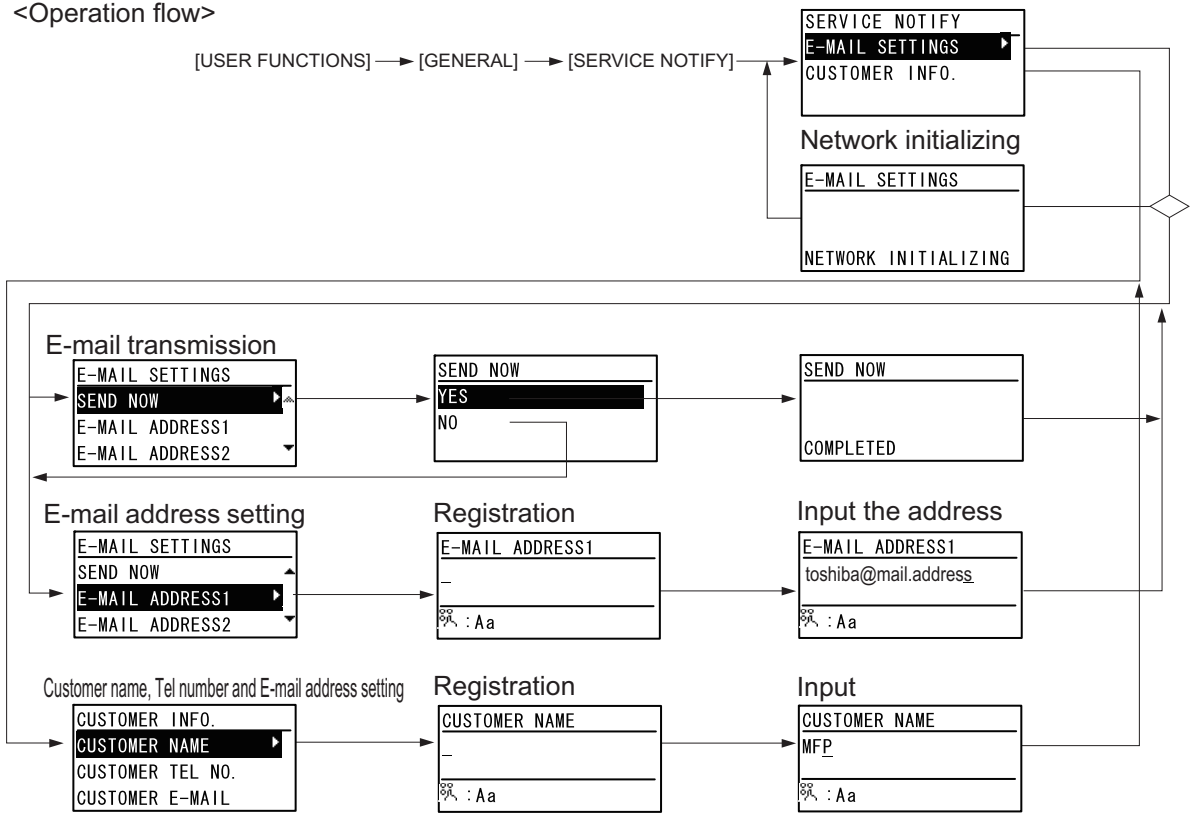 <Operation flow>
[USER FUNCTIONS] [GENERAL] [SERVICE NOTIFY]
SERVICE NOTIFY
E-MAIL SETTINGS
CUSTOMER INFO.
Network initializing
E-MAIL SETTINGS
NETWORK INITIALIZING
E-mail transmission
E-MAIL SETTINGS
SEND NOW
E-MAIL ADDRESS1
E-MAIL ADDRESS2
SEND NOW
YES
NO
SEND NOW
COMPLETED
E-mail address setting
E-MAIL SETTINGS
SEND NOW
E-MAIL ADDRESS1
E-MAIL ADDRESS2
Registration
E-MAIL ADDRESS1
_
:Aa
Input the address
E-MAIL ADDRESS1
toshiba@mail.address
:Aa
Customer name, Tel number and E-mail address setting
CUSTOMER INFO.
CUSTOMER NAME
CUSTOMER TEL NO.
CUSTOMER E-MAIL
Registration
CUSTOMER NAME
_
:Aa
Input
CUSTOMER NAME
MFP
:Aa